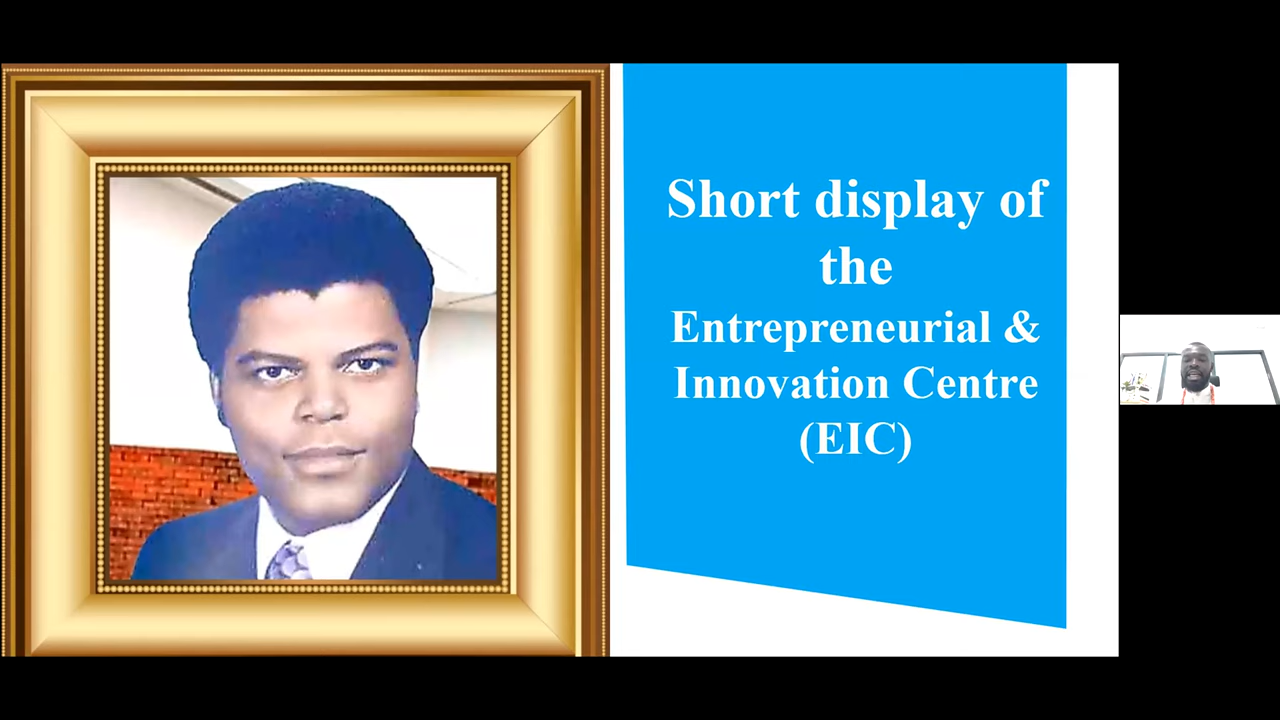 Short display of
the
Entrepreneurial &
Innovation Centre
(EIC)